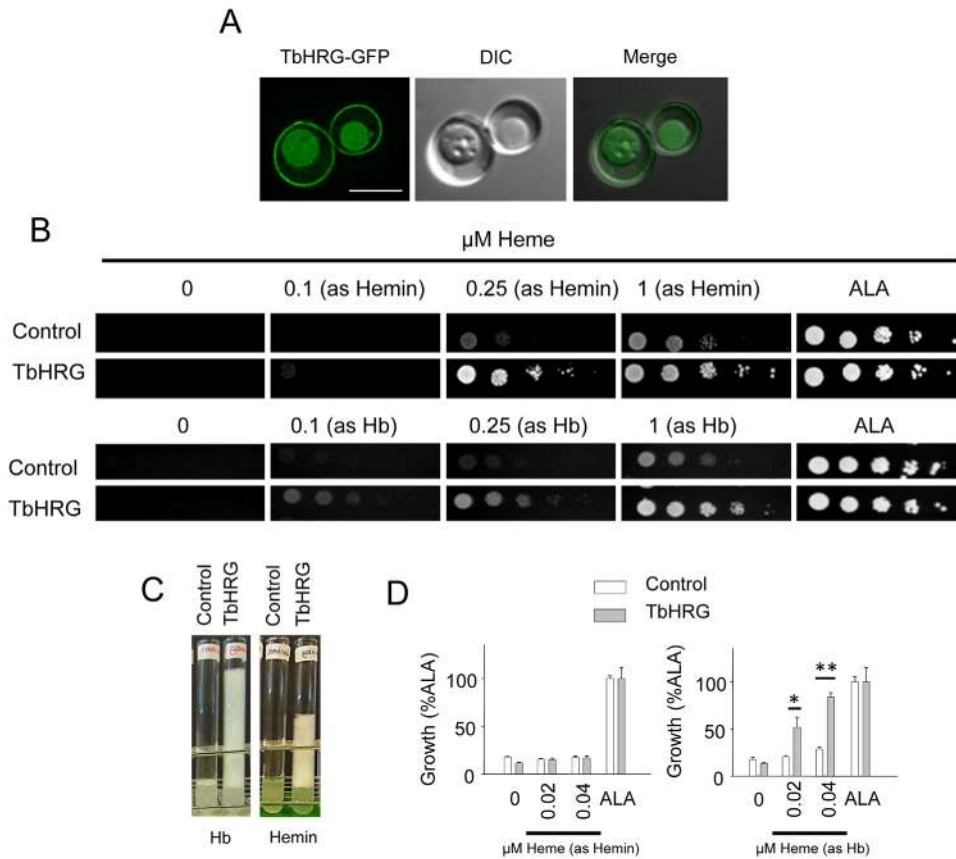 A
TbHRG-GFP DIC Merge
B
µM Heme
0 0.1 (as Hemin) 0.25 (as Hemin) 1 (as Hemin) ALA
Control
TbHRG
0 0.1 (as Hb) 0.25 (as Hb) 1 (as Hb) ALA
Control
TbHRG
C
Control TbHRG Control TbHRG
Hb Hemin
D
Control
TbHRG
Growth (%ALA)
100
50
0
0 0.02 0.04 ALA
µM Heme (as Hemin)
Growth (%ALA)
100
50
0
* **
0 0.02 0.04 ALA
µM Heme (as Hb)